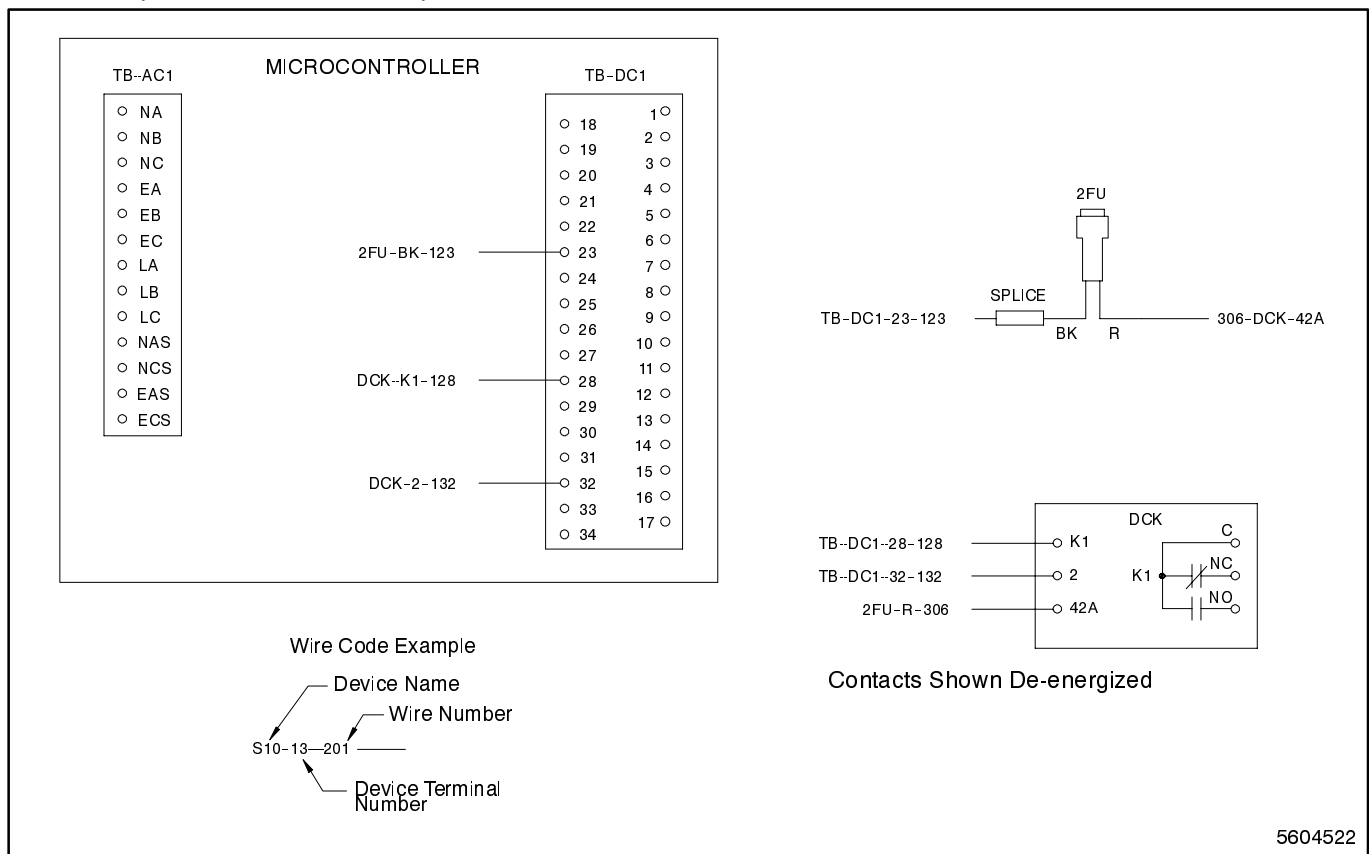 MICROCONTROLLER
TB--AC1
NA
NB
NC
EA
EB
EC
LA
LB
LC
NAS
NCS
EAS
ECS
TB-DC1
18
19
20
21
22
23
24
25
26
27
28
29
30
31
32
33
34
1
2
3
4
5
6
7
8
9
10
11
12
13
14
15
16
17
2FU-BK-123
DCK--K1-128
DCK-2-132
2FU
SPLICE
TB-DC1-23-123
BK
R
306-DCK-42A
DCK
TB--DC1--28-128
K1
TB--DC1--32-132
2
2FU-R-306
42A
K1
C
NC
NO
Contacts Shown De-energized
Wire Code Example
Device Name
Wire Number
S10-13—201
Device Terminal
Number
5604522